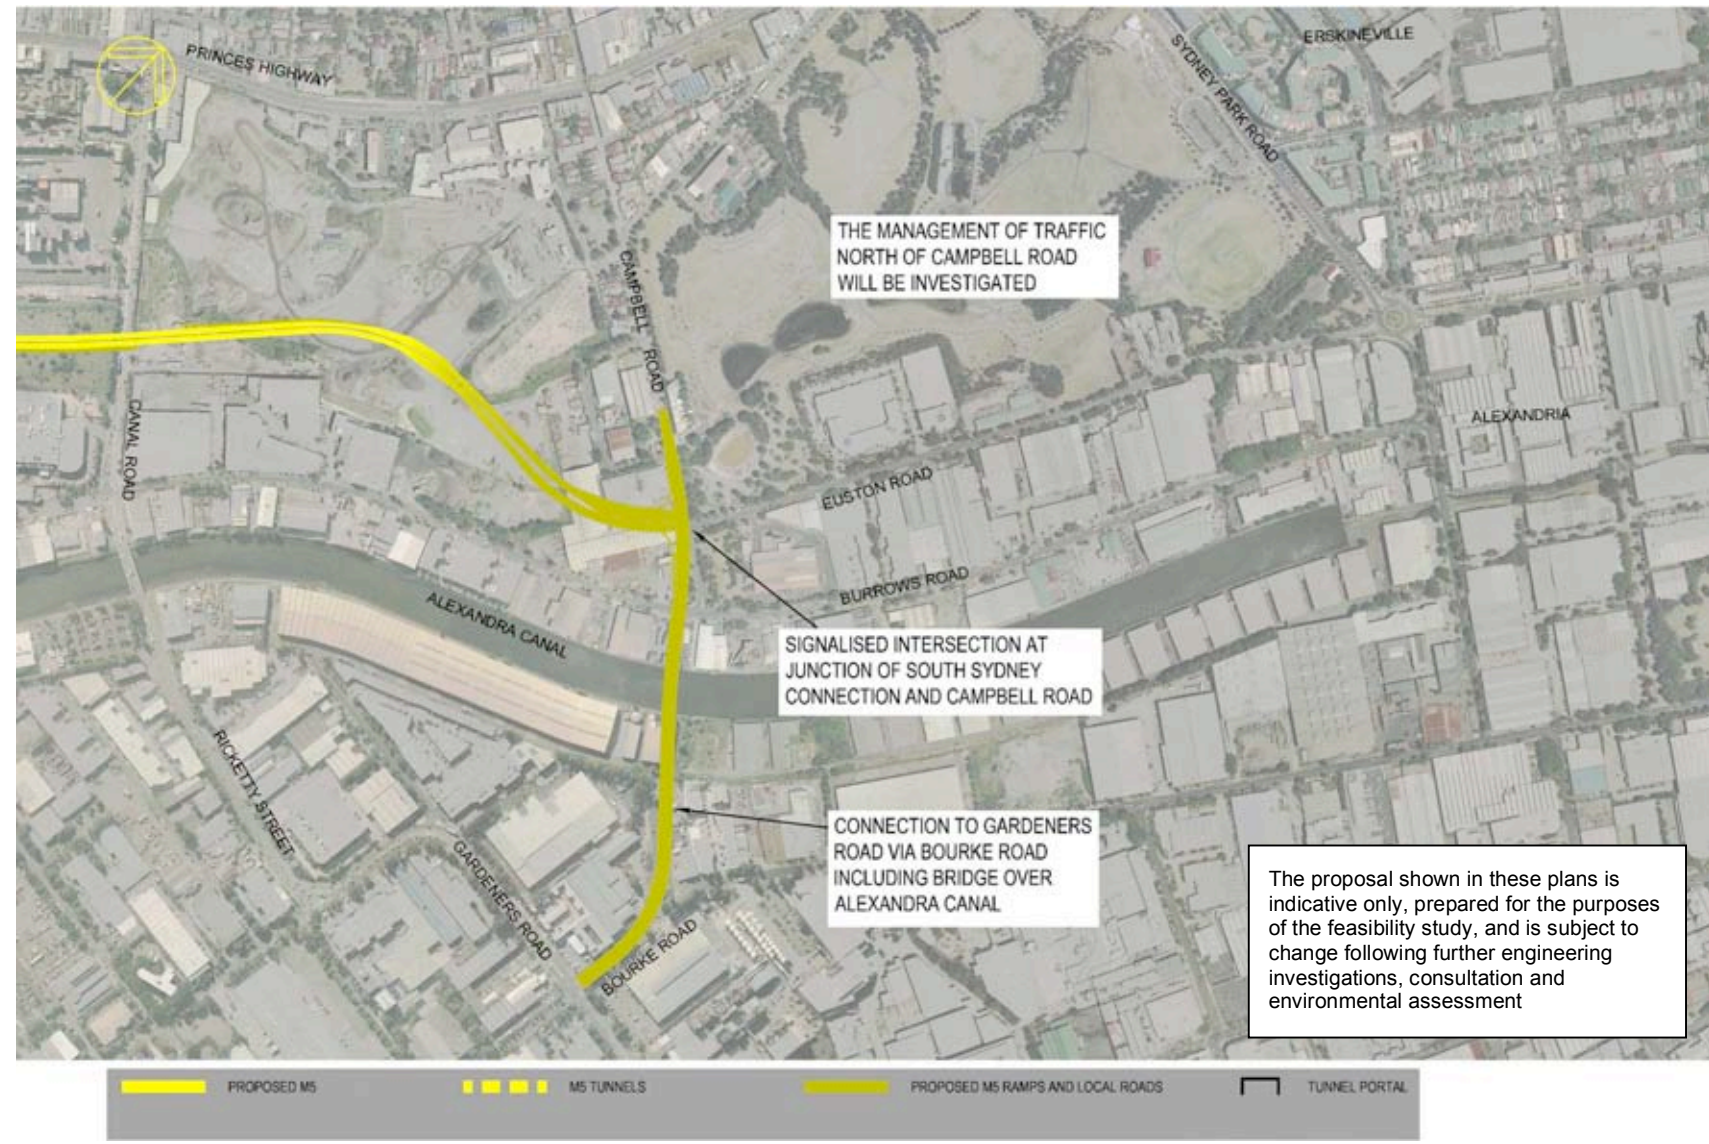 PRINCES HIGHWAY
ERSKINEVILLE
SYDNEY PARK ROAD
THE MANAGEMENT OF TRAFFIC
NORTH OF CAMPBELL ROAD
WILL BE INVESTIGATED
CAMPBELL ROAD
CANAL ROAD
ALEXANDRIA
EUSTON ROAD
BURROWS ROAD
ALEXANDRA CANAL
SIGNALISED INTERSECTION AT
JUNCTION OF SOUTH SYDNEY
CONNECTION AND CAMPBELL ROAD
RICKETTY STREET
GARDENERS ROAD
CONNECTION TO GARDENERS
ROAD VIA BOURKE ROAD
INCLUDING BRIDGE OVER
ALEXANDRA CANAL
BOURKE ROAD
The proposal shown in these plans is
indicative only, prepared for the purposes
of the feasibility study, and is subject to
change following further engineering
investigations, consultation and
environmental assessment
PROPOSED M5
M5 TUNNELS
PROPOSED M5 RAMPS AND LOCAL ROADS
TUNNEL PORTAL